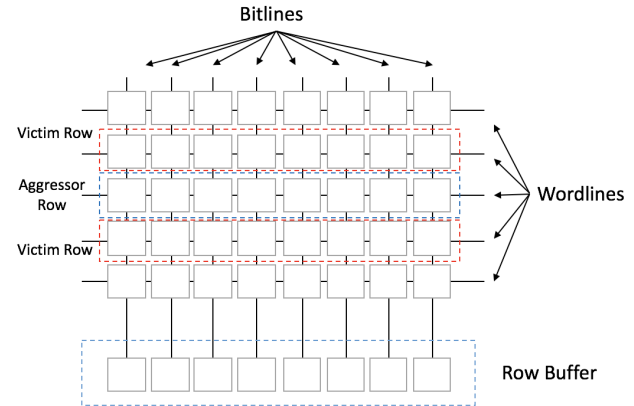 Bitlines
Victim Row
Aggressor
Row
Wordlines
Victim Row
Row Buffer